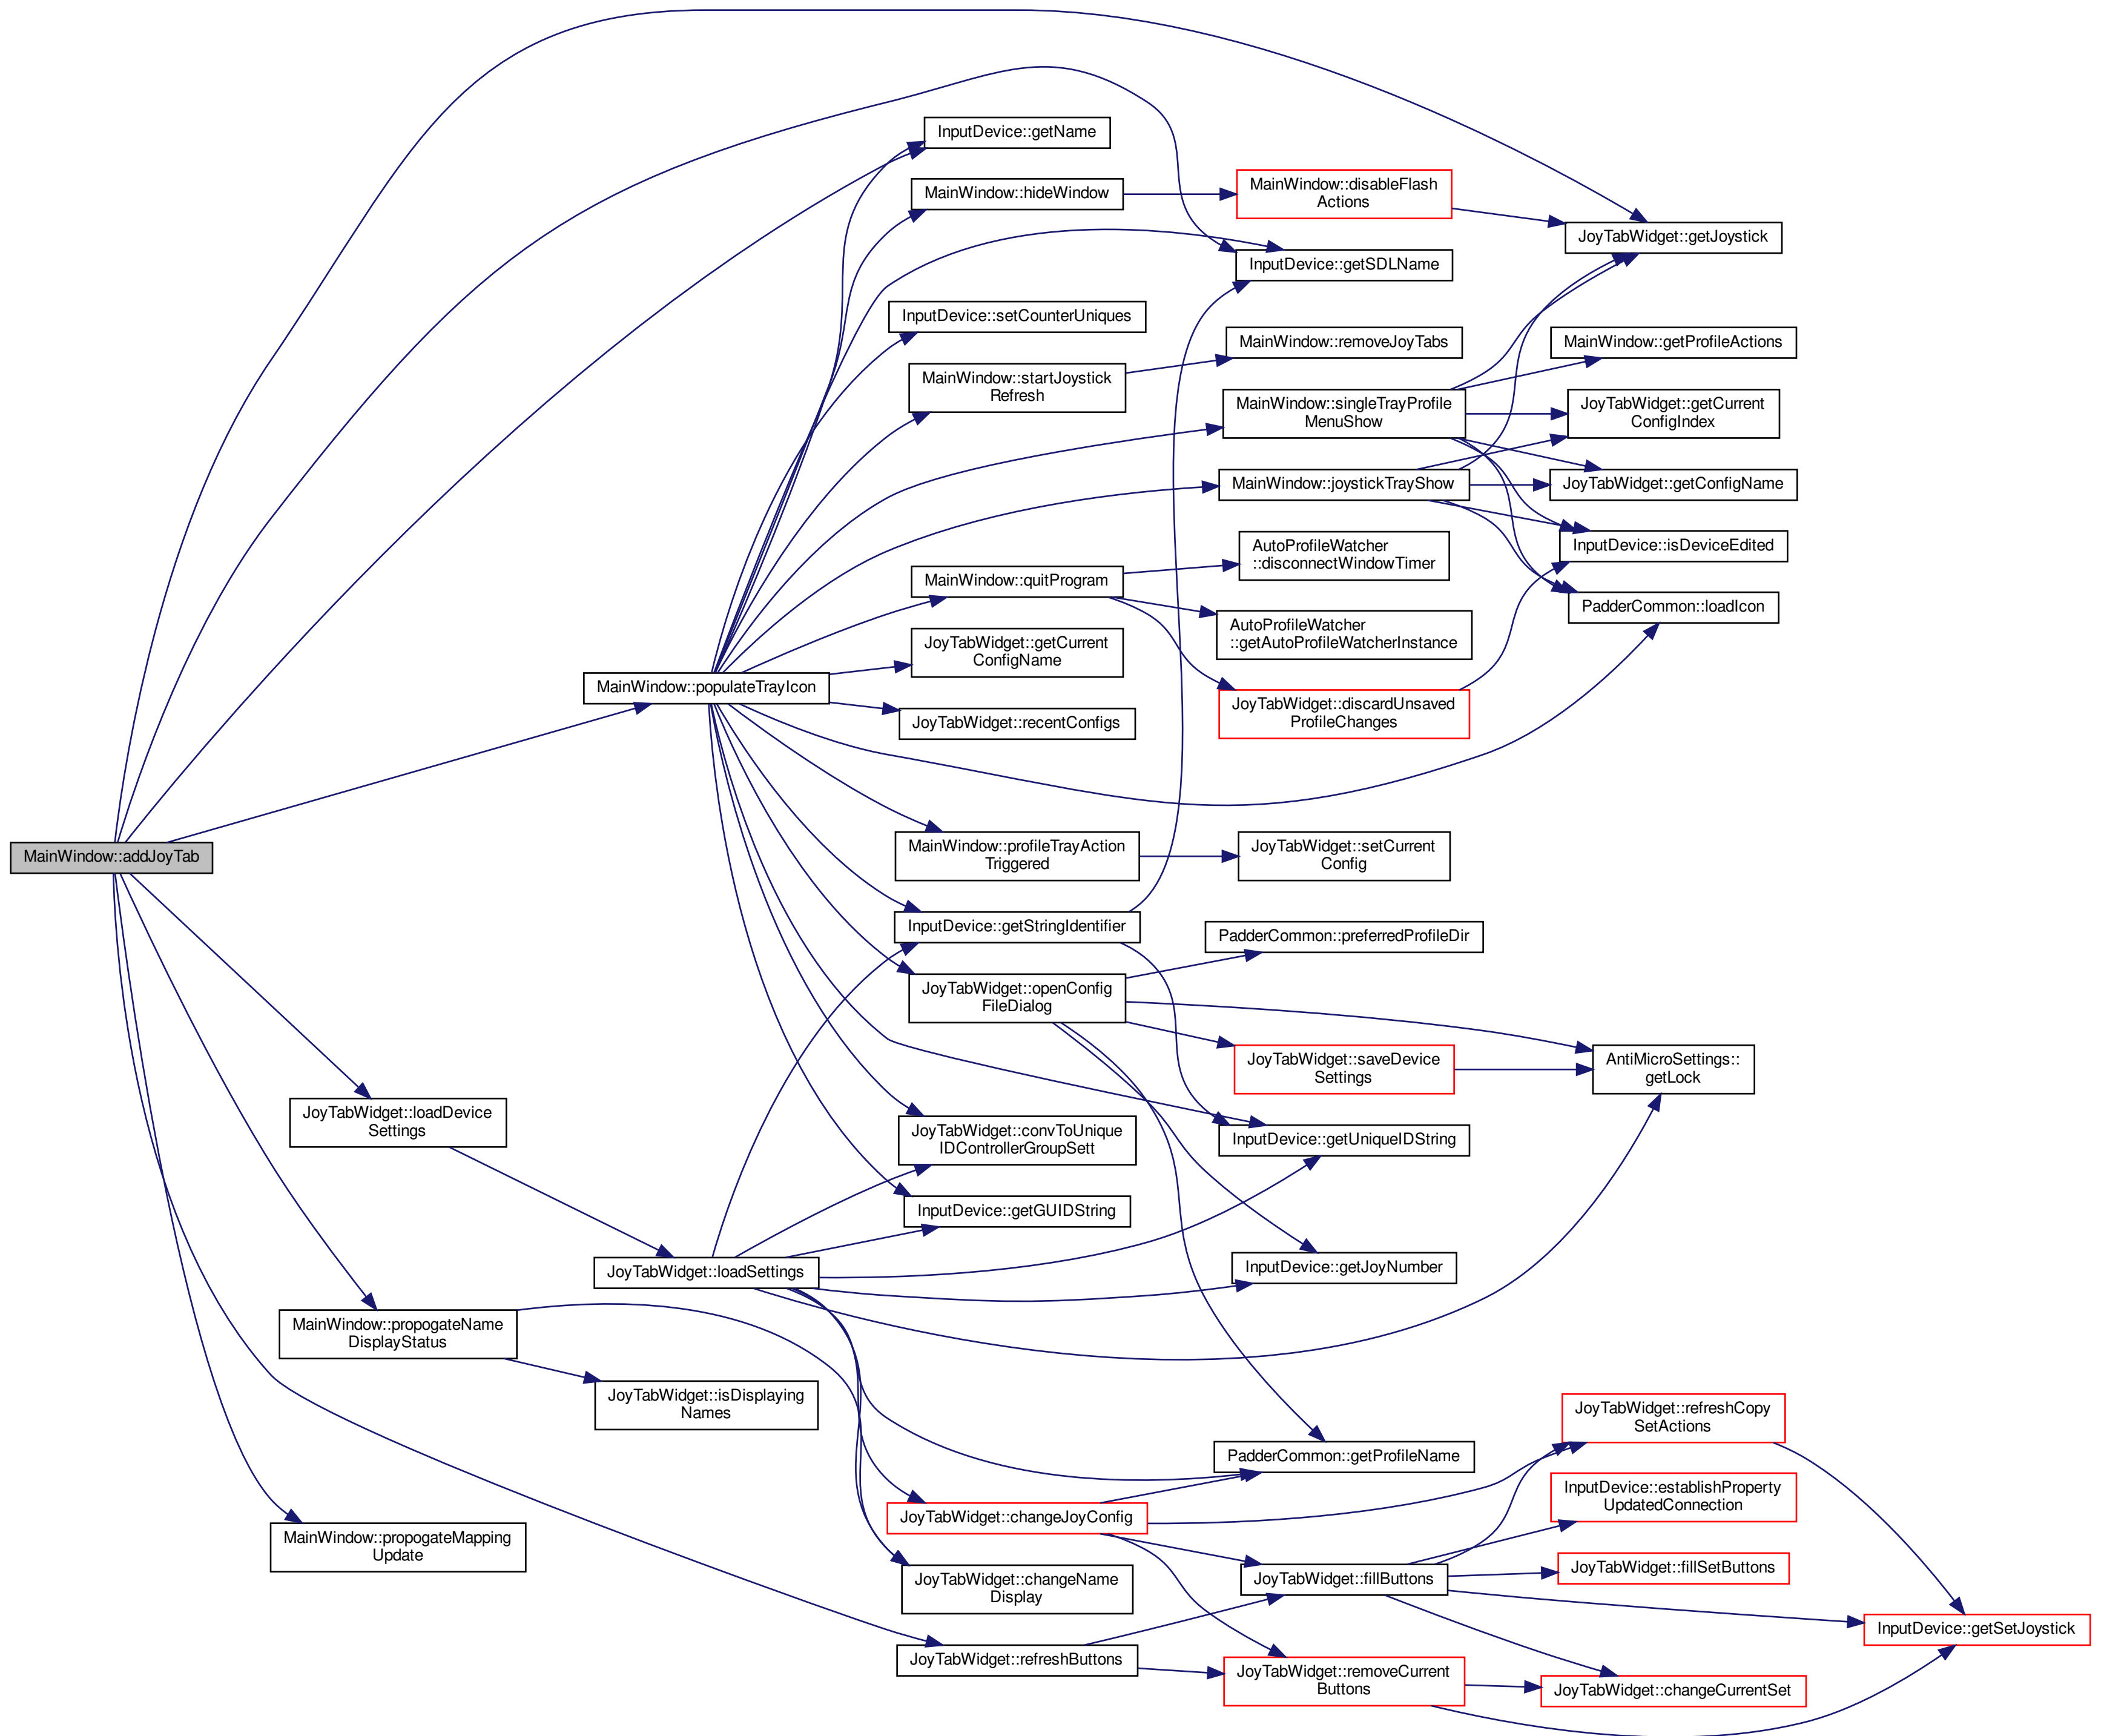 MainWindow::addJoyTab
JoyTabWidget::loadDevice
Settings
MainWindow::propogateName
DisplayStatus
MainWindow::propogateMapping
Update
MainWindow::populateTrayIcon
JoyTabWidget::loadSettings
JoyTabWidget::isDisplaying
Names
InputDevice::getName
MainWindow::hideWindow
InputDevice::setCounterUniques
MainWindow::startJoystick
Refresh
MainWindow::quitProgram
JoyTabWidget::getCurrent
ConfigName
JoyTabWidget::recentConfigs
MainWindow::profileTrayAction
Triggered
InputDevice::getStringIdentifier
JoyTabWidget::openConfig
FileDialog
JoyTabWidget::convToUnique
IDControllerGroupSett
InputDevice::getGUIDString
JoyTabWidget::changeJoyConfig
JoyTabWidget::changeName
Display
JoyTabWidget::refreshButtons
MainWindow::disableFlash
Actions
InputDevice::getSDLName
MainWindow::removeJoyTabs
MainWindow::singleTrayProfile
MenuShow
MainWindow::joystickTrayShow
AutoProfileWatcher
::disconnectWindowTimer
AutoProfileWatcher
::getAutoProfileWatcherInstance
JoyTabWidget::discardUnsaved
ProfileChanges
JoyTabWidget::setCurrent
Config
PadderCommon::preferredProfileDir
JoyTabWidget::saveDevice
Settings
InputDevice::getUniqueIDString
InputDevice::getJoyNumber
PadderCommon::getProfileName
JoyTabWidget::fillButtons
JoyTabWidget::removeCurrent
Buttons
JoyTabWidget::getJoystick
MainWindow::getProfileActions
JoyTabWidget::getCurrent
ConfigIndex
JoyTabWidget::getConfigName
InputDevice::isDeviceEdited
PadderCommon::loadIcon
AntiMicroSettings::
getLock
JoyTabWidget::refreshCopy
SetActions
InputDevice::establishProperty
UpdatedConnection
JoyTabWidget::fillSetButtons
JoyTabWidget::changeCurrentSet
InputDevice::getSetJoystick